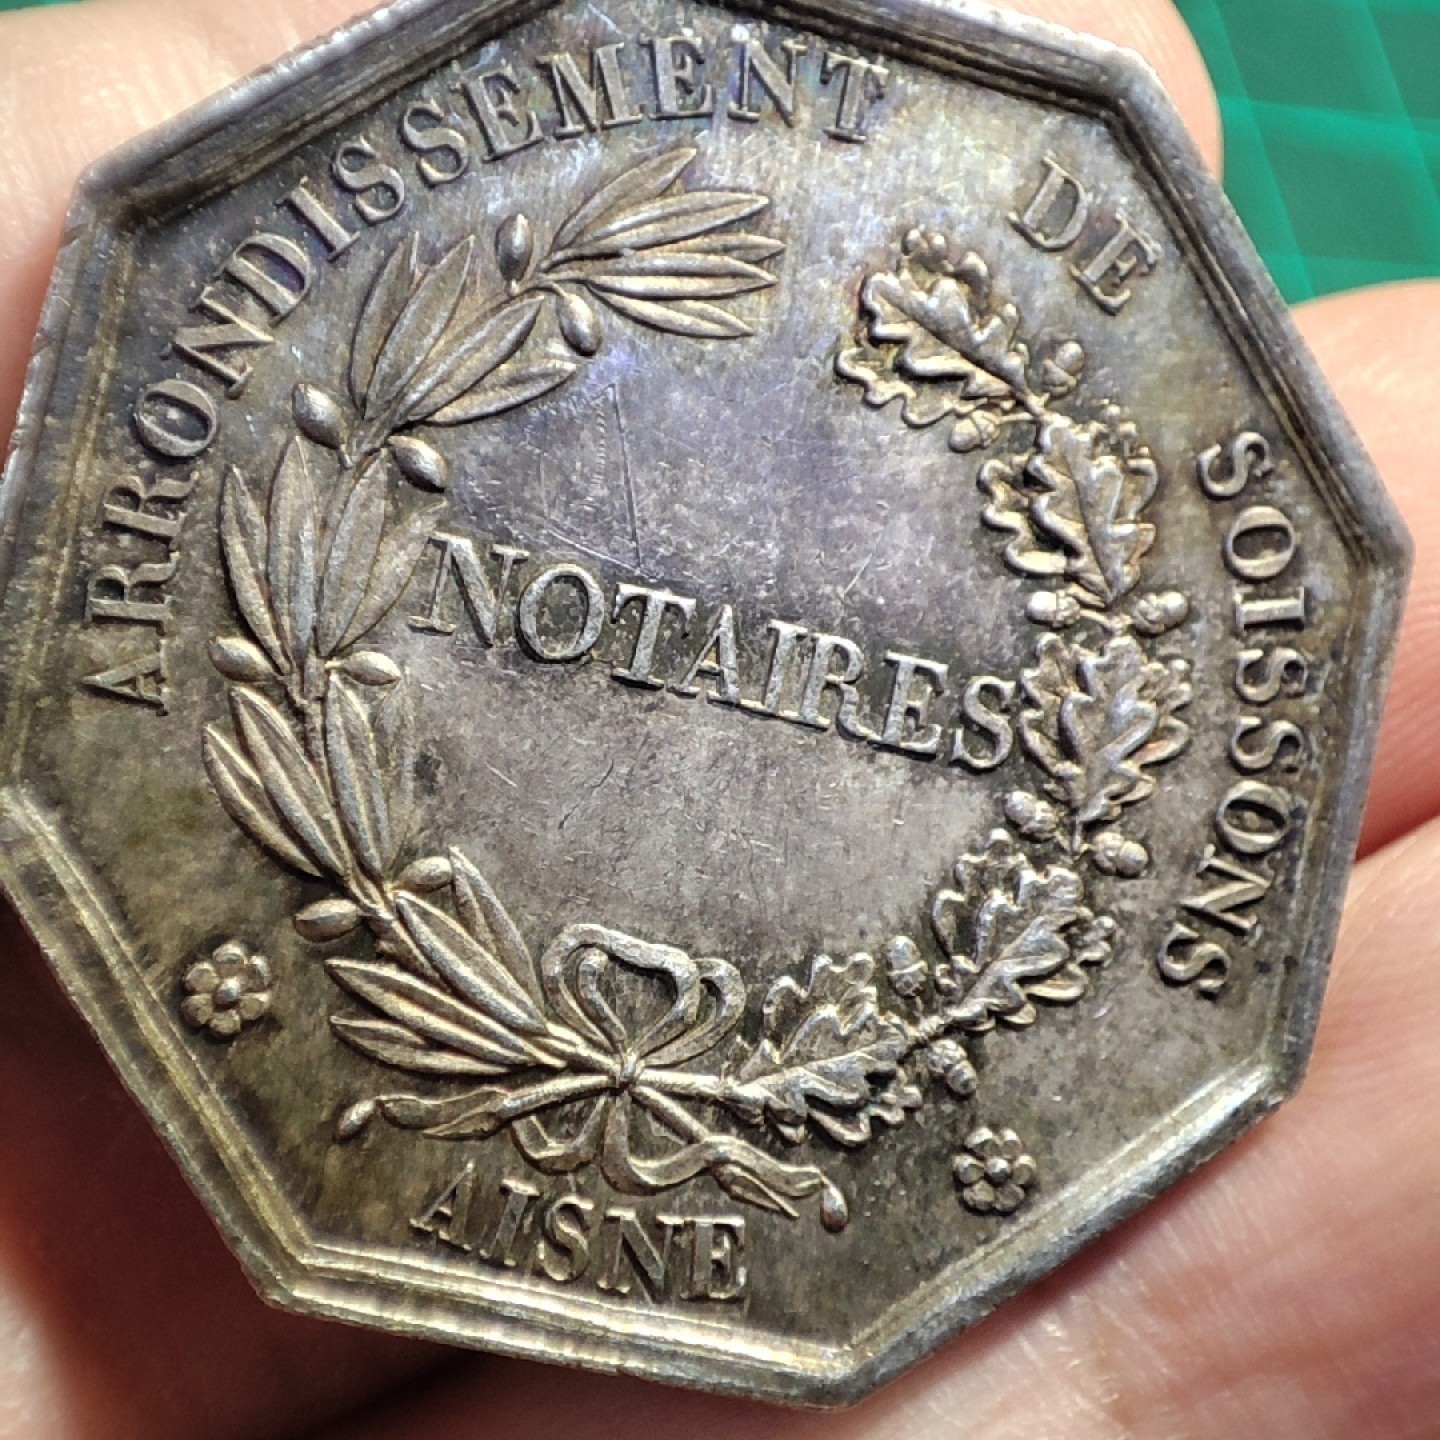 ARRONDISSEMENT DE SOISSONS
NOTAIRES
AISNE